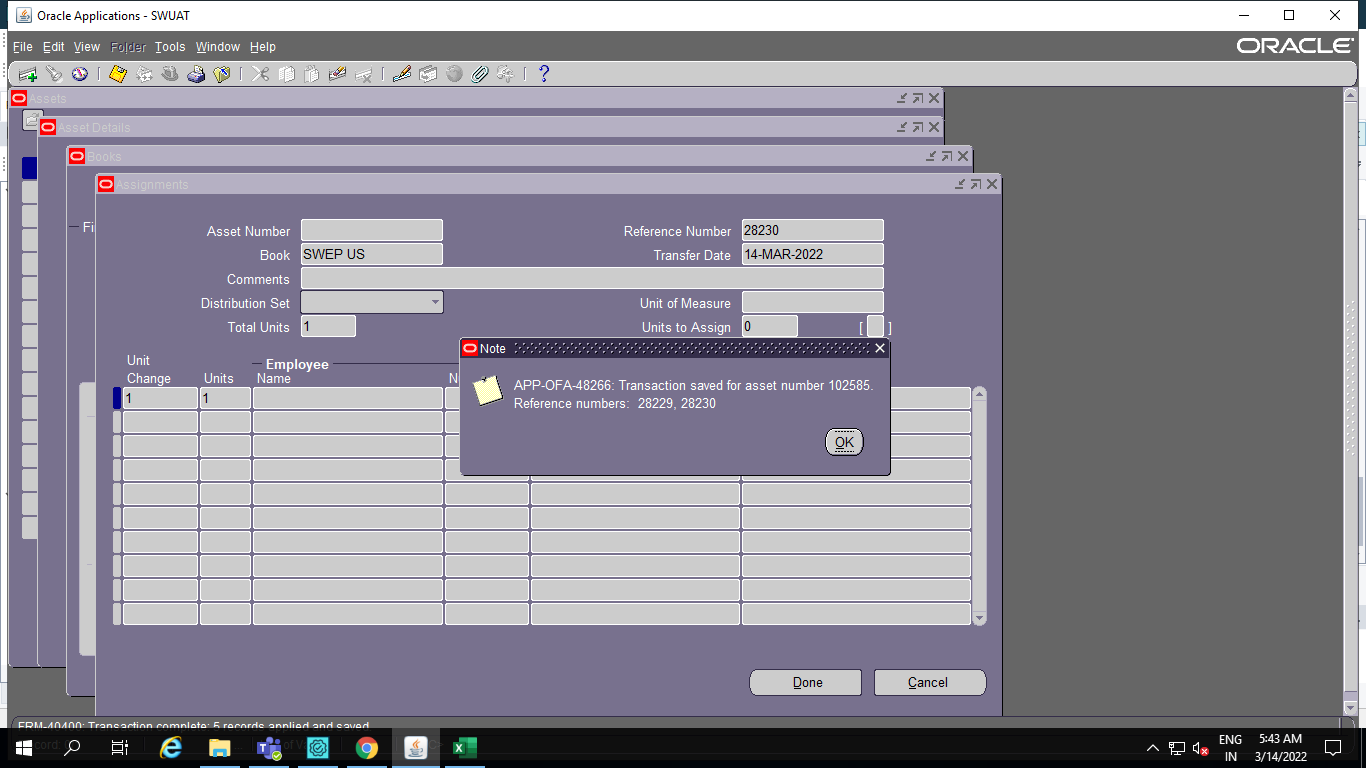 Oracle Applications - SWUAT
File Edit View Folder Tools Window Help
ORACLE
Assets
Asset Details
Books
Assignments
Fi
Asset Number
Reference Number 28230
Book SWEP US
Transfer Date 14-MAR-2022
Comments
Distribution Set
Unit of Measure
Total Units 1
Units to Assign 0 [ ]
Note
APP-OFA-48266: Transaction saved for asset number 102585.
Reference numbers: 28229, 28230
OK
Unit
Change
Units
Employee
Name
1 1
Done Cancel
FRM-40400: Transaction complete: 5 records applied and saved.
ENG
IN
5:43 AM
3/14/2022